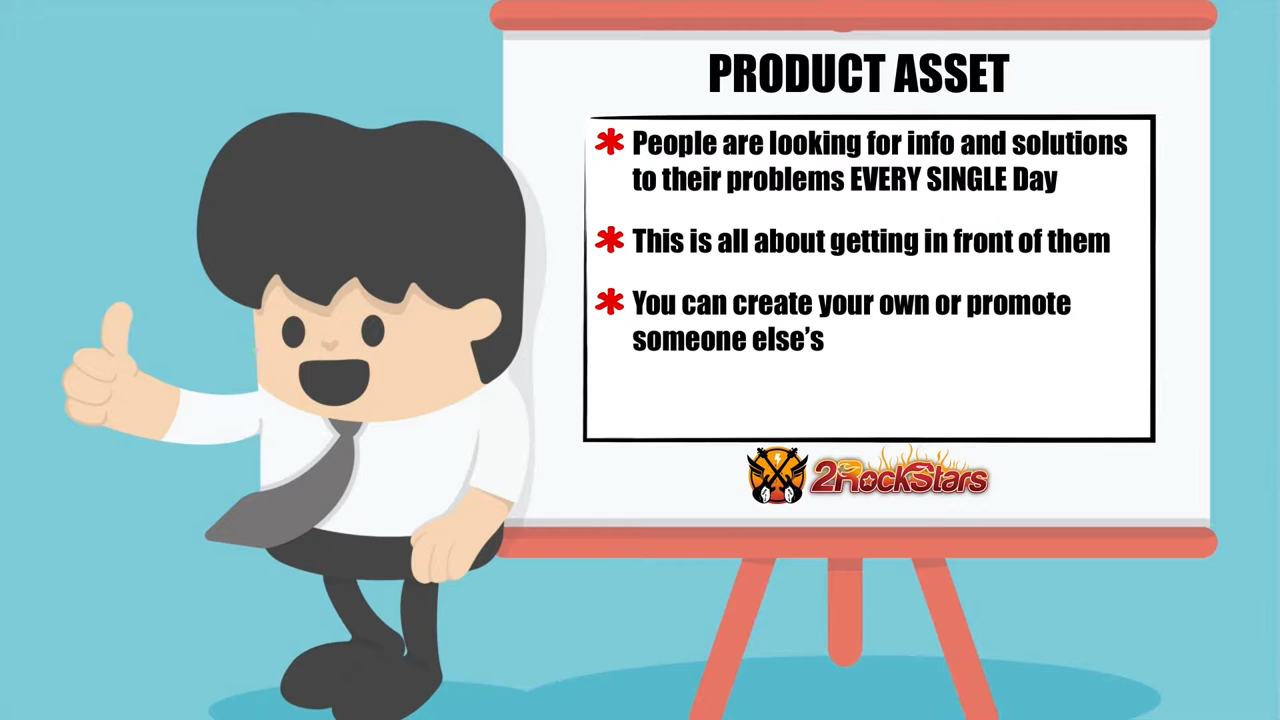 PRODUCT ASSET
* People are looking for info and solutions
to their problems EVERY SINGLE Day
* This is all about getting in front of them
* You can create your own or promote
someone else’s
2RockStars